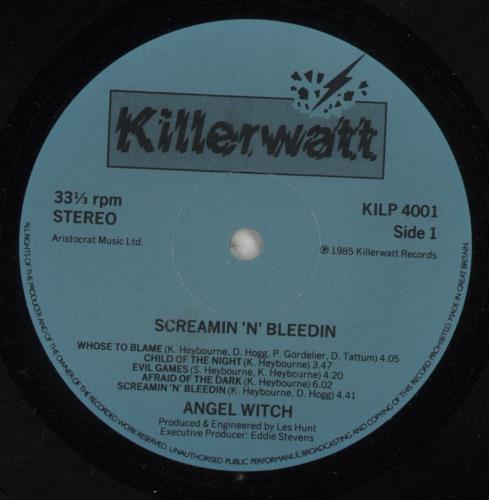 Killerwatt
33⅓ rpm
STEREO
KILP 4001
Side 1
Aristocrat Music Ltd.
℗ 1985 Killerwatt Records
SCREAMIN 'N' BLEEDIN
WHOSE TO BLAME (K. Heybourne, D. Hogg, P. Gordelier, D. Tattum) 4.05
CHILD OF THE NIGHT (K. Heybourne) 3.47
EVIL GAMES (S. Heybourne, K. Heybourne) 4.20
AFRAID OF THE DARK (K. Heybourne) 6.02
SCREAMIN 'N' BLEEDIN (K. Heybourne, D. Hogg) 4.41
ANGEL WITCH
Produced & Engineered by Les Hunt
Executive Producer: Eddie Stevens
ALL RIGHTS OF THE PRODUCER AND OF THE OWNER OF THE RECORDED WORK RESERVED. UNAUTHORISED PUBLIC PERFORMANCE, BROADCASTING AND COPYING OF THIS RECORD PROHIBITED. MADE IN GREAT BRITAIN.